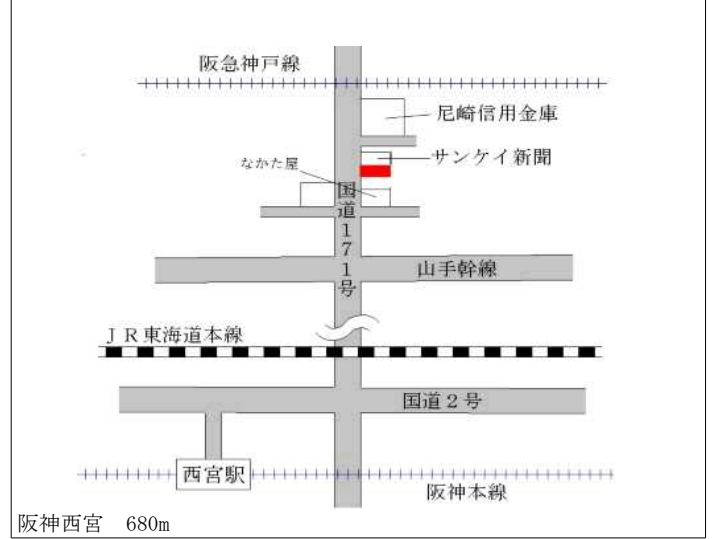 阪急神戸線
尼崎信用金庫
サンケイ新聞
なかた屋
国道171号
山手幹線
JR東海道本線
国道2号
西宮駅
阪神本線
阪神西宮 680m